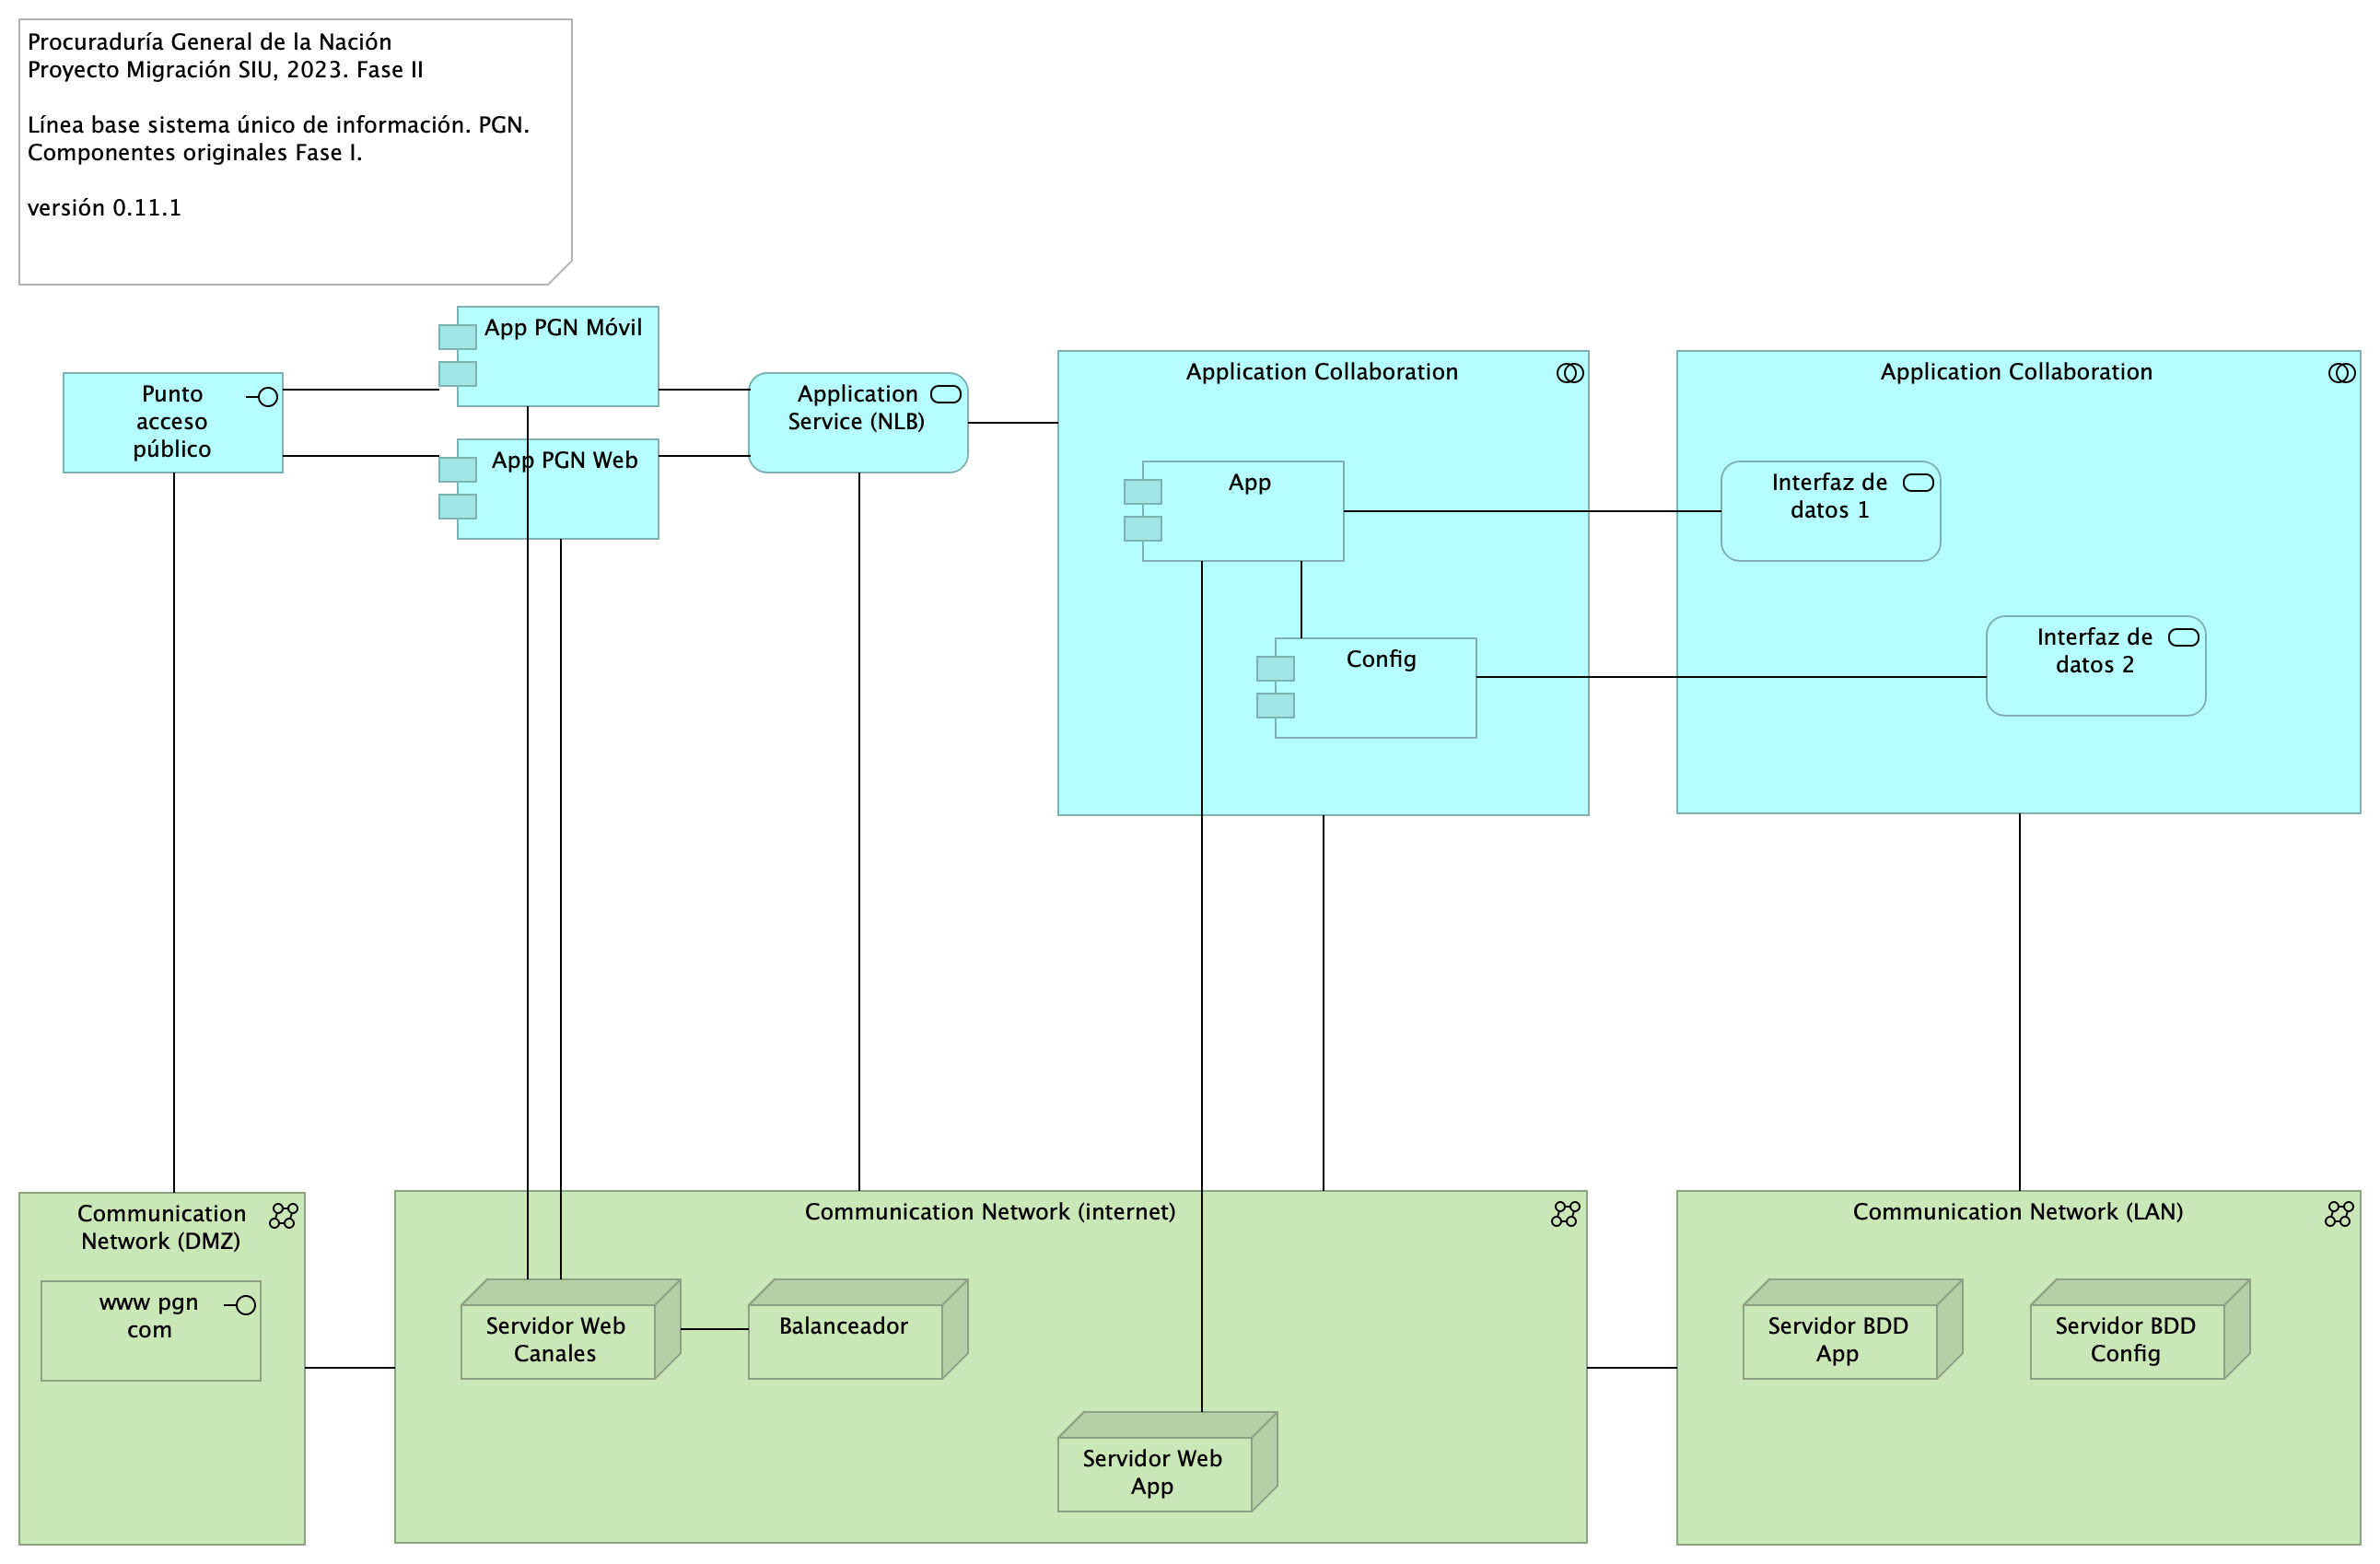 Procuraduría General de la Nación
Proyecto Migración SIU, 2023. Fase II
Línea base sistema único de información. PGN.
Componentes originales Fase I.
versión 0.11.1
App PGN Móvil
Punto
acceso
público
App PGN Web
Application
Service (NLB)
Application Collaboration
App
Config
Application Collaboration
Interfaz de
datos 1
Interfaz de
datos 2
Communication
Network (DMZ)
www pgn
com
Communication Network (internet)
Servidor Web
Canales
Balanceador
Servidor Web
App
Communication Network (LAN)
Servidor BDD
App
Servidor BDD
Config